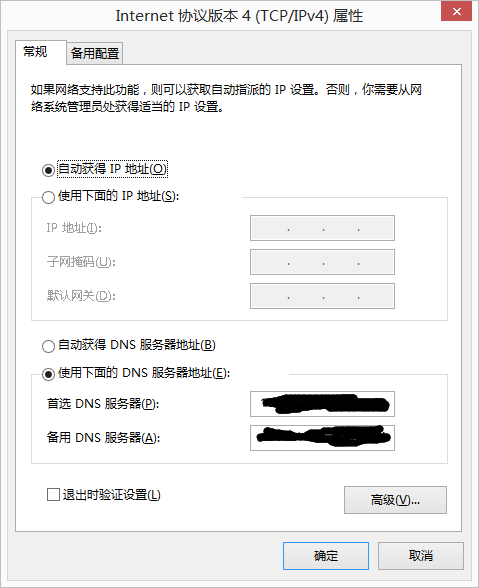 Internet 协议版本 4 (TCP/IPv4) 属性
常规
备用配置
如果网络支持此功能，则可以获取自动指派的 IP 设置。否则，你需要从网
络系统管理员处获得适当的 IP 设置。
自动获得 IP 地址(O)
使用下面的 IP 地址(S):
IP 地址(I):
子网掩码(U):
默认网关(D):
自动获得 DNS 服务器地址(B)
使用下面的 DNS 服务器地址(E):
首选 DNS 服务器(P):
备用 DNS 服务器(A):
退出时验证设置(L)
高级(V)...
确定
取消